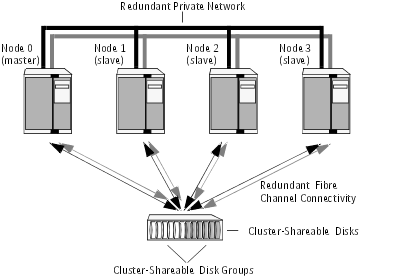 Redundant Private Network
Node 0
(master)
Node 1
(slave)
Node 2
(slave)
Node 3
(slave)
Redundant Fibre
Channel Connectivity
Cluster-Shareable Disks
Cluster-Shareable Disk Groups